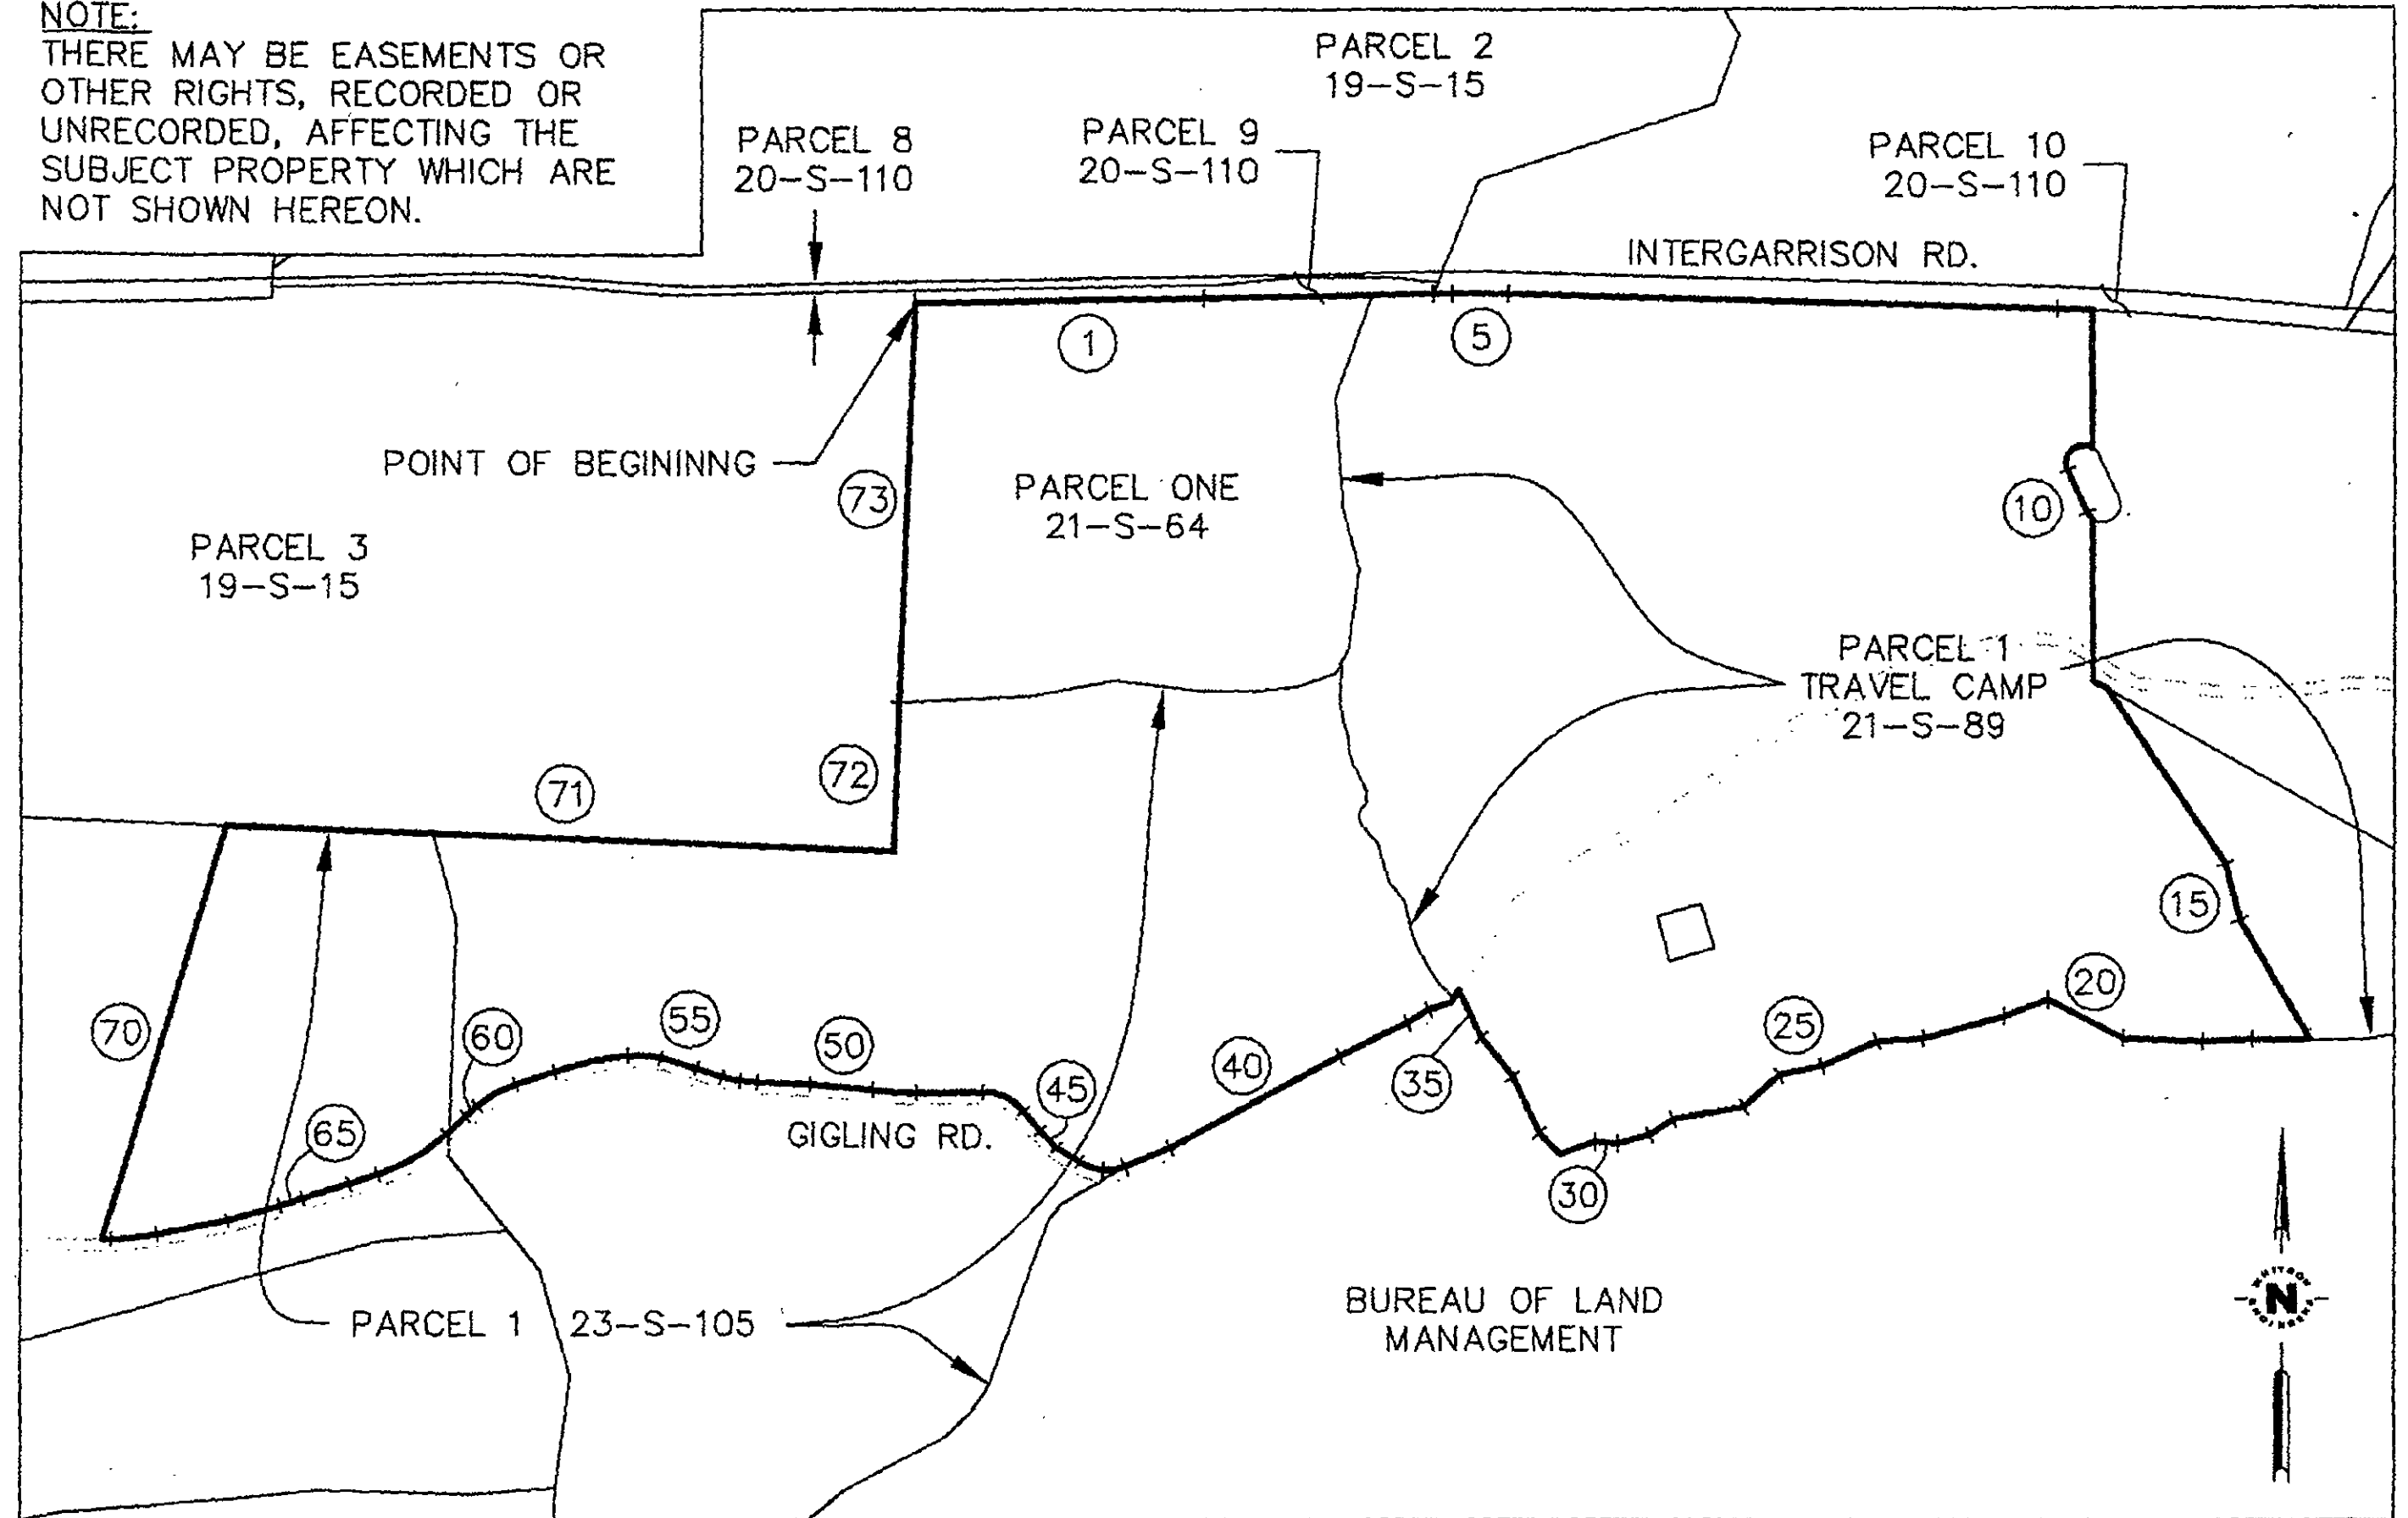 NOTE:
THERE MAY BE EASEMENTS OR
OTHER RIGHTS, RECORDED OR
UNRECORDED, AFFECTING THE
SUBJECT PROPERTY WHICH ARE
NOT SHOWN HEREON.
PARCEL 2
19-S-15
PARCEL 8
20-S-110
PARCEL 9
20-S-110
PARCEL 10
20-S-110
INTERGARRISON RD.
1
5
POINT OF BEGININNG
73
PARCEL ONE
21-S-64
10
PARCEL 3
19-S-15
PARCEL 1
TRAVEL CAMP
21-S-89
72
71
15
20
70
60
55
50
25
40
35
45
65
GIGLING RD.
30
PARCEL 1 23-S-105
BUREAU OF LAND
MANAGEMENT
WHITSON
ENGINEERS
N